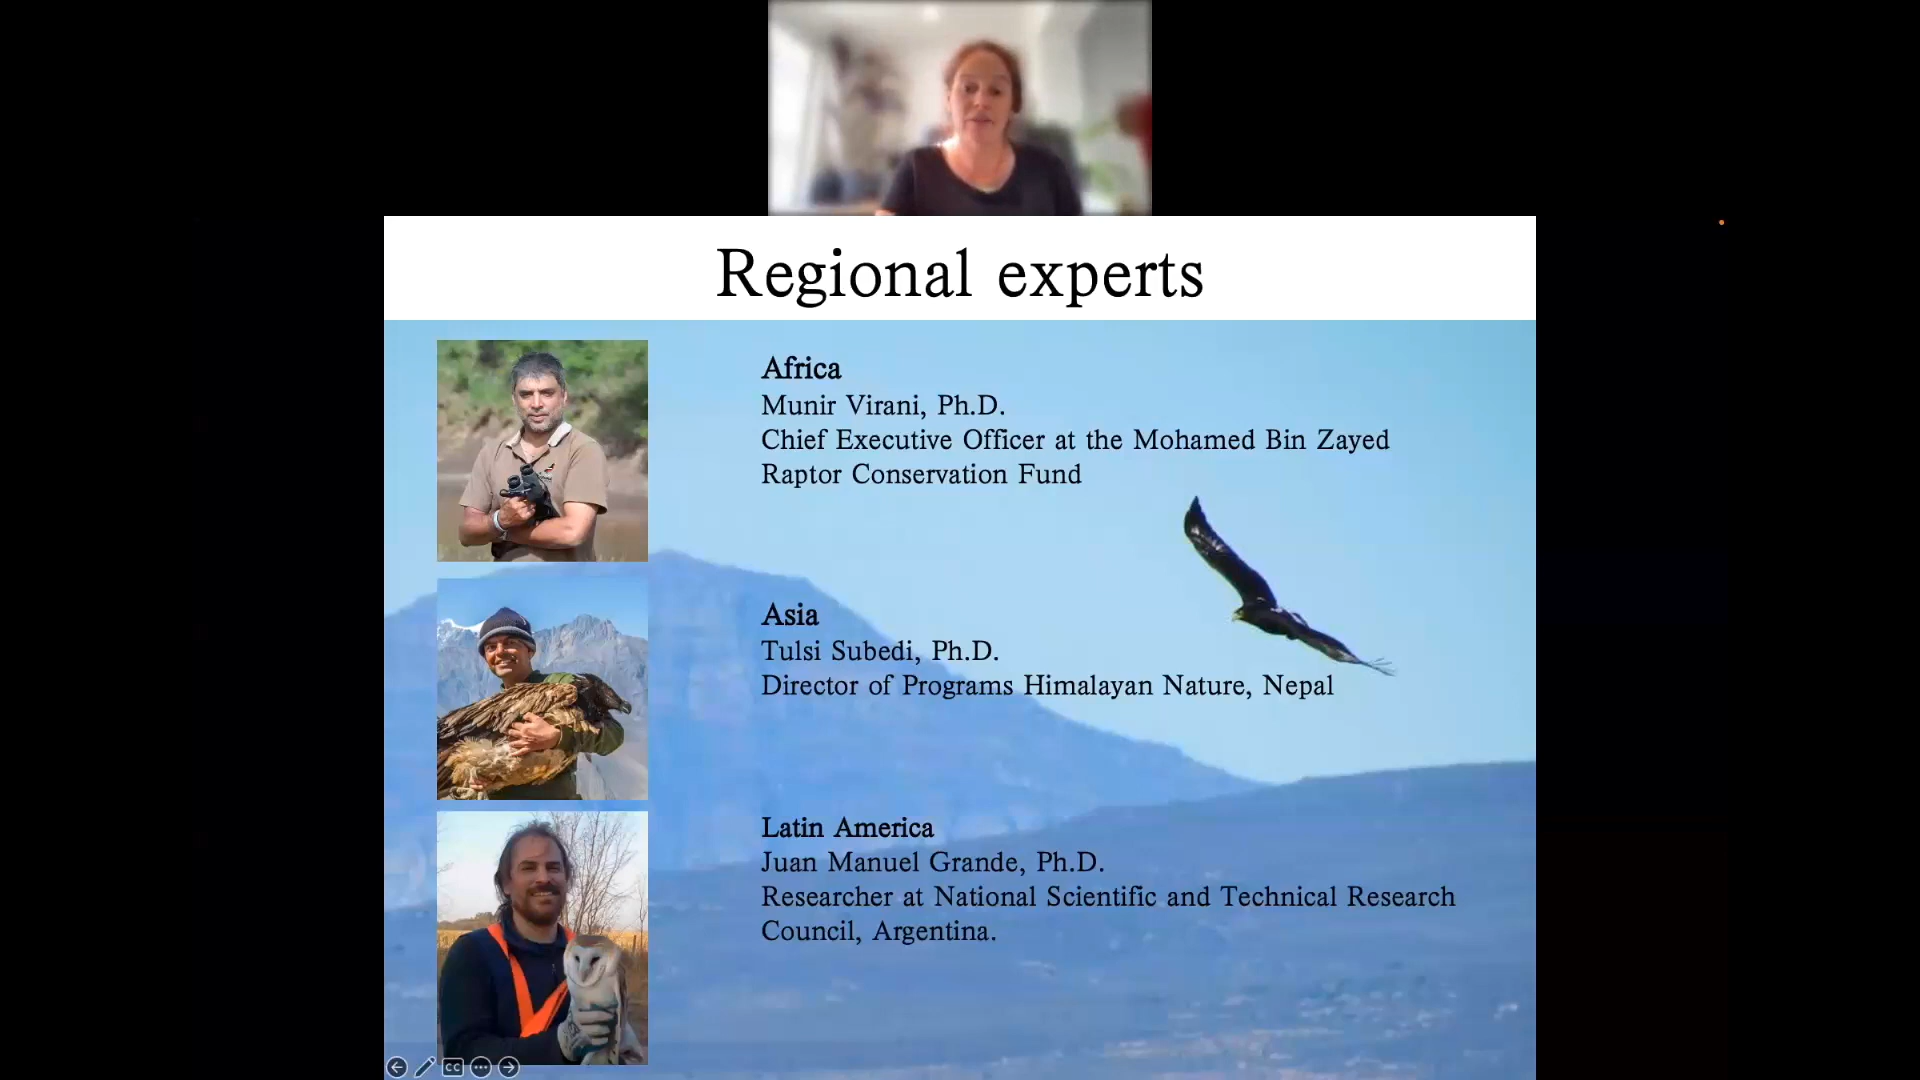 Regional experts
Africa
Munir Virani, Ph.D.
Chief Executive Officer at the Mohamed Bin Zayed
Raptor Conservation Fund
Asia
Tulsi Subedi, Ph.D.
Director of Programs Himalayan Nature, Nepal
Latin America
Juan Manuel Grande, Ph.D.
Researcher at National Scientific and Technical Research
Council, Argentina.
CC